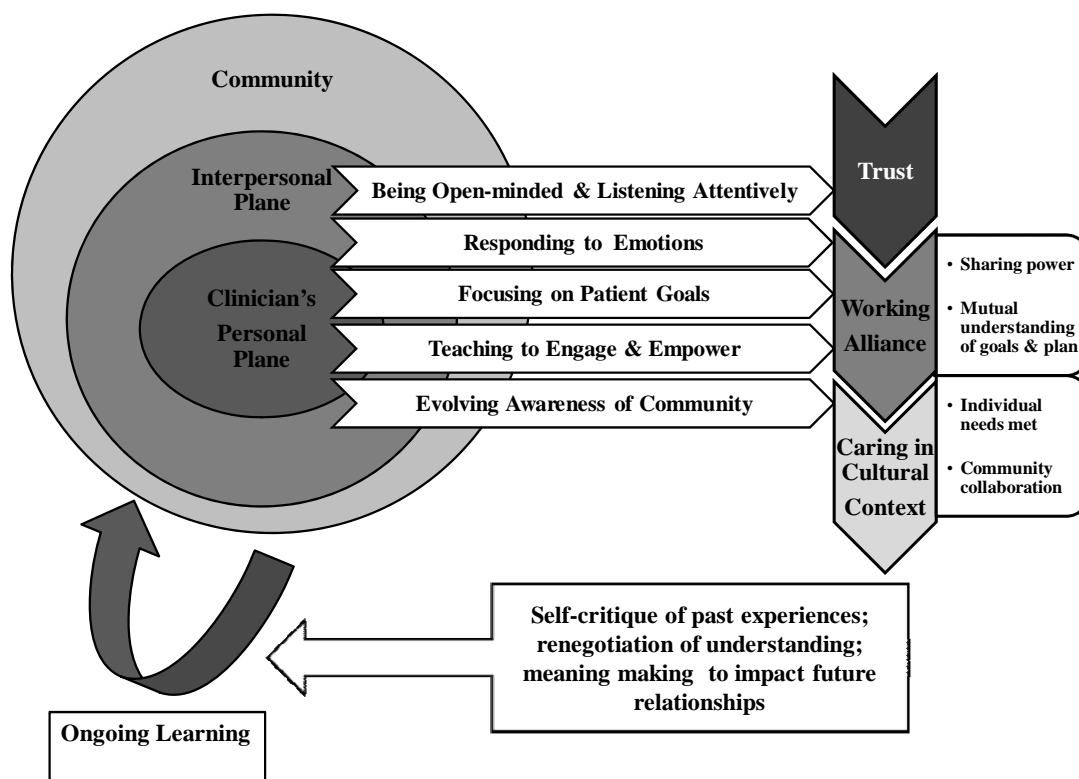 Community
Interpersonal
Plane
Clinician's
Personal
Plane
Being Open-minded & Listening Attentively
Responding to Emotions
Focusing on Patient Goals
Teaching to Engage & Empower
Evolving Awareness of Community
Trust
Working
Alliance
• Sharing power
• Mutual
understanding
of goals & plan
Caring in
Cultural
Context
• Individual
needs met
• Community
collaboration
Self-critique of past experiences;
renegotiation of understanding;
meaning making to impact future
relationships
Ongoing Learning